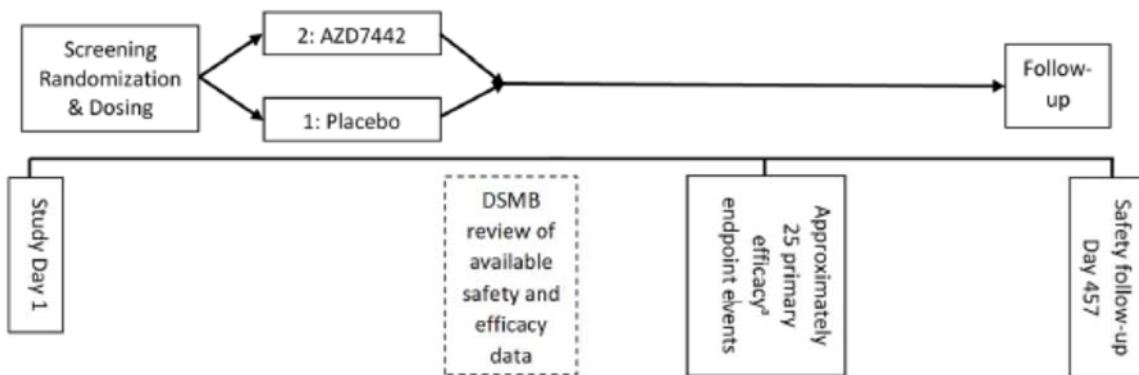 Screening
Randomization
& Dosing
2: AZD7442
1: Placebo
Follow-
up
Study Day 1
DSMB
review of
available
safety and
efficacy
data
Approximately
25 primary
efficacyᵃ
endpoint elvents
Safety follow-up
Day 457